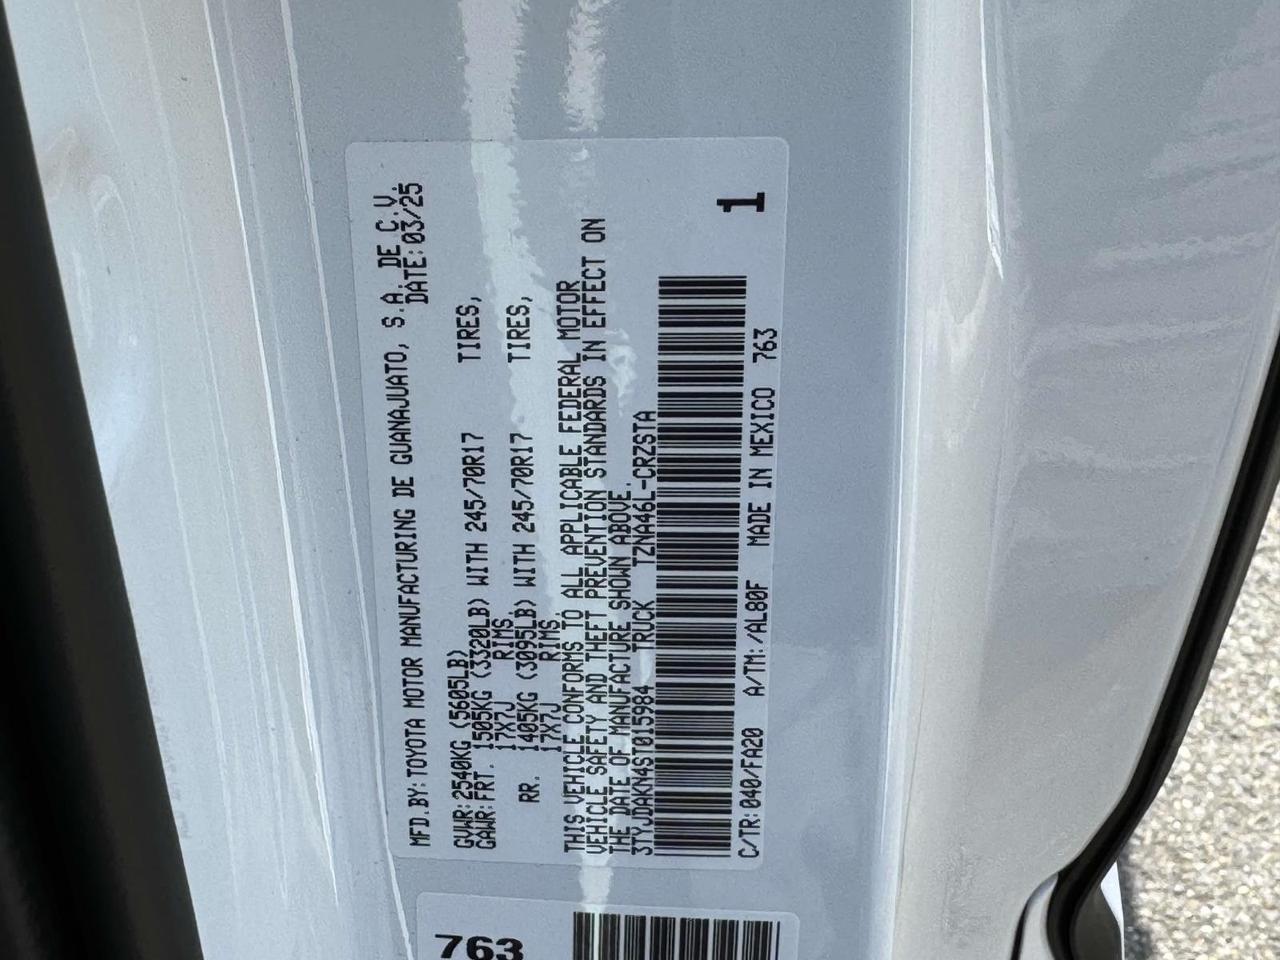 MFD.BY:TOYOTA MOTOR MANUFACTURING DE GUANAJUATO, S.A. DE C.V.
DATE:03/25
GVWR:2540KG (5605LB)
GAWR:FRT. 1505KG (3320LB) WITH 245/70R17 TIRES,
17X7J RIMS,
RR. 1405KG (3095LB) WITH 245/70R17 TIRES,
17X7J RIMS.
THIS VEHICLE CONFORMS TO ALL APPLICABLE FEDERAL MOTOR
VEHICLE SAFETY AND THEFT PREVENTION STANDARDS IN EFFECT ON
THE DATE OF MANUFACTURE SHOWN ABOVE.
3TYJDAKN4ST015984 TRUCK TZNA46L-CRZSTA
1
C/TR:040/FA20 A/TM:/AL80F MADE IN MEXICO 763
763